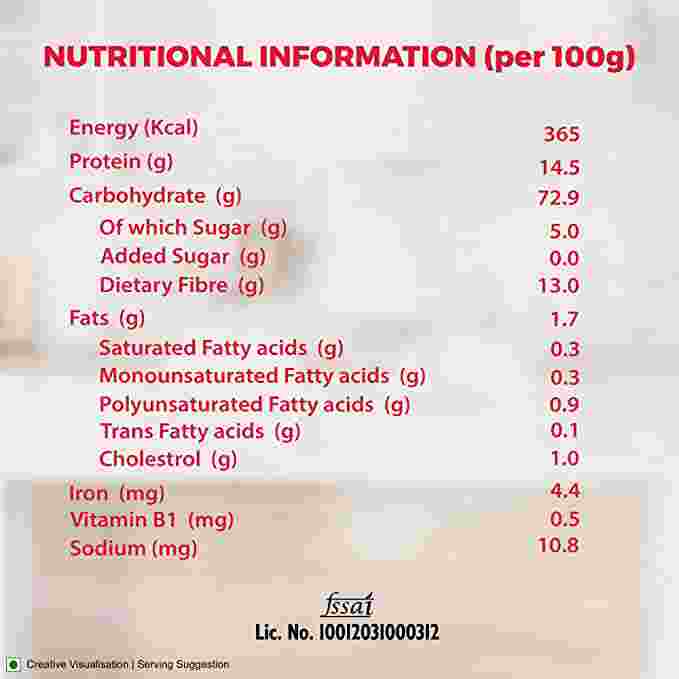 NUTRITIONAL INFORMATION (per 100g)
Energy (Kcal) 365
Protein (g) 14.5
Carbohydrate (g) 72.9
Of which Sugar (g) 5.0
Added Sugar (g) 0.0
Dietary Fibre (g) 13.0
Fats (g) 1.7
Saturated Fatty acids (g) 0.3
Monounsaturated Fatty acids (g) 0.3
Polyunsaturated Fatty acids (g) 0.9
Trans Fatty acids (g) 0.1
Cholestrol (g) 1.0
Iron (mg) 4.4
Vitamin B1 (mg) 0.5
Sodium (mg) 10.8
fssai
Lic. No. 10012031000312
Creative Visualisation | Serving Suggestion